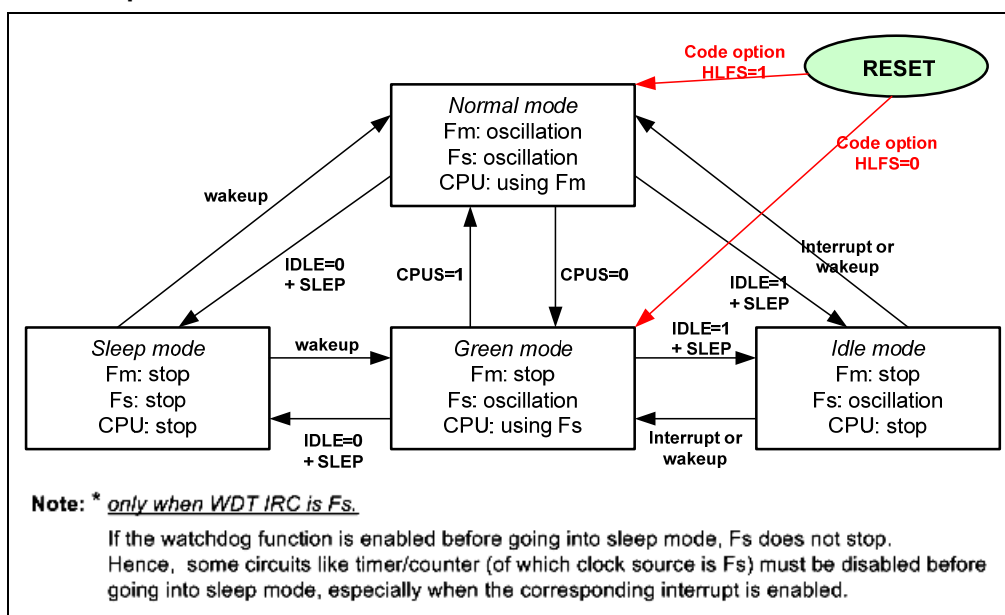 Code option
HLFS=1
RESET
Normal mode
Fm: oscillation
Fs: oscillation
CPU: using Fm
Code option
HLFS=0
wakeup
IDLE=0
+ SLEP
CPUS=1
CPUS=0
Interrupt or
wakeup
IDLE=1
+ SLEP
Sleep mode
Fm: stop
Fs: stop
CPU: stop
wakeup
IDLE=0
+ SLEP
Green mode
Fm: stop
Fs: oscillation
CPU: using Fs
IDLE=1
+ SLEP
Interrupt or
wakeup
Idle mode
Fm: stop
Fs: oscillation
CPU: stop
Note: * only when WDT IRC is Fs.
If the watchdog function is enabled before going into sleep mode, Fs does not stop.
Hence, some circuits like timer/counter (of which clock source is Fs) must be disabled before
going into sleep mode, especially when the corresponding interrupt is enabled.